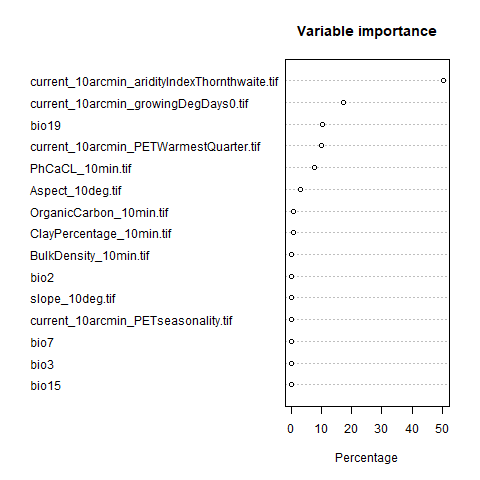 Variable importance
current_10arcmin_aridityIndexThornthwaite.tif
current_10arcmin_growingDegDays0.tif
bio19
current_10arcmin_PETWarmestQuarter.tif
PhCaCL_10min.tif
Aspect_10deg.tif
OrganicCarbon_10min.tif
ClayPercentage_10min.tif
BulkDensity_10min.tif
bio2
slope_10deg.tif
current_10arcmin_PETseasonality.tif
bio7
bio3
bio15
0 10 20 30 40 50
Percentage